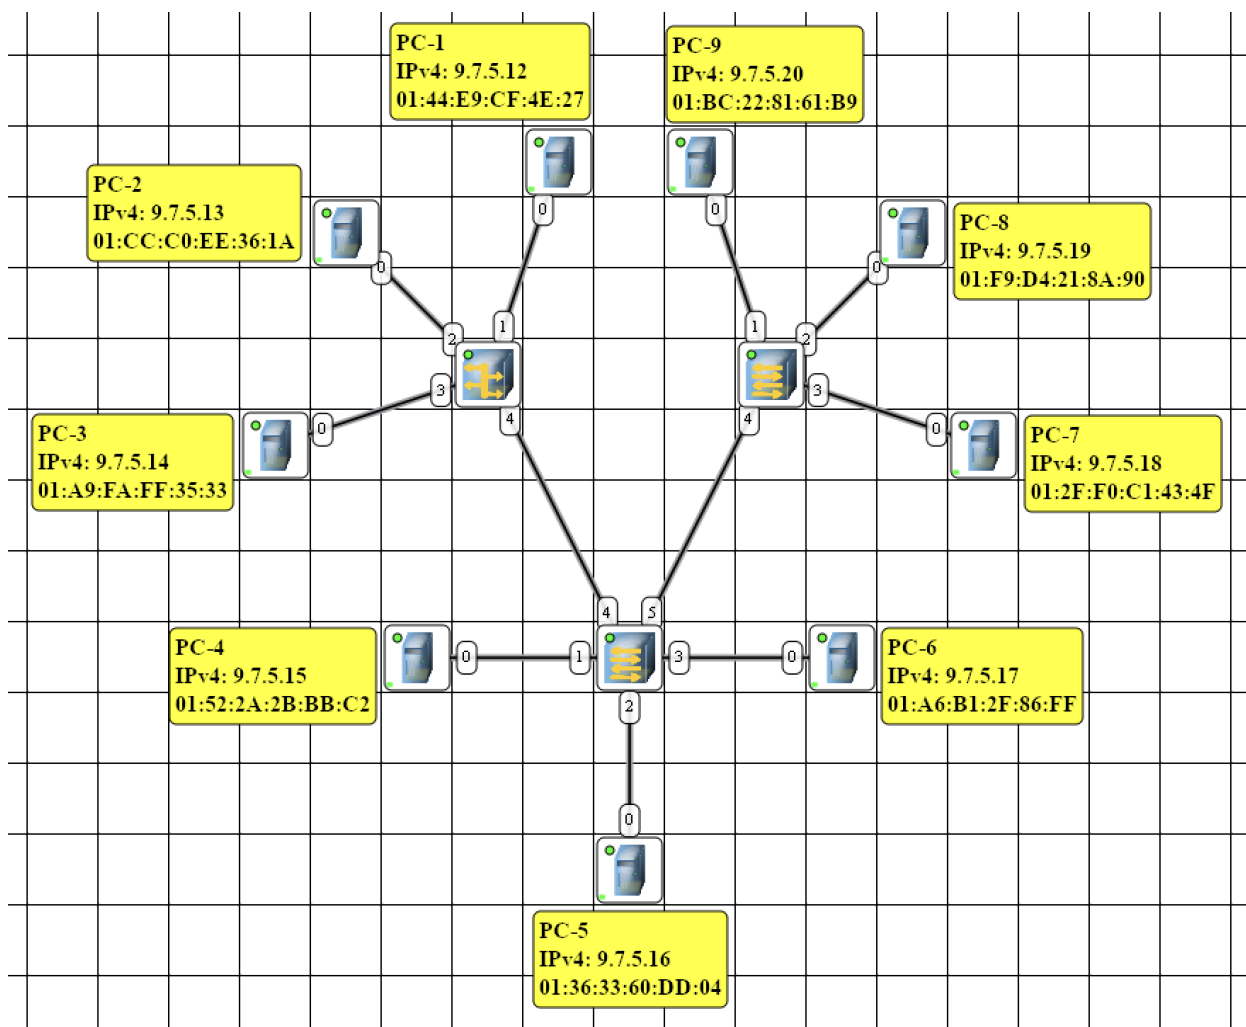 PC-1
IPv4: 9.7.5.12
01:44:E9:CF:4E:27
PC-9
IPv4: 9.7.5.20
01:BC:22:81:61:B9
PC-2
IPv4: 9.7.5.13
01:CC:C0:EE:36:1A
0
0
PC-8
IPv4: 9.7.5.19
01:F9:D4:21:8A:90
0
0
1
1
2
2
3
3
4
4
0
0
PC-3
IPv4: 9.7.5.14
01:A9:FA:FF:35:33
PC-7
IPv4: 9.7.5.18
01:2F:F0:C1:43:4F
4
5
PC-4
IPv4: 9.7.5.15
01:52:2A:2B:BB:C2
0
1
3
0
PC-6
IPv4: 9.7.5.17
01:A6:B1:2F:86:FF
2
0
PC-5
IPv4: 9.7.5.16
01:36:33:60:DD:04